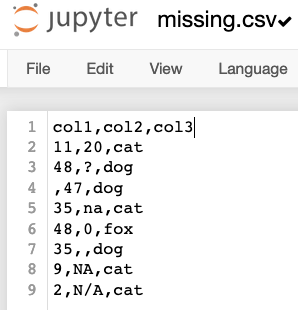 jupyter missing.csv✔
File Edit View Language
1 col1,col2,col3
2 11,20,cat
3 48,?,dog
4 ,47,dog
5 35,na,cat
6 48,0,fox
7 35,,dog
8 9,NA,cat
9 2,N/A,cat